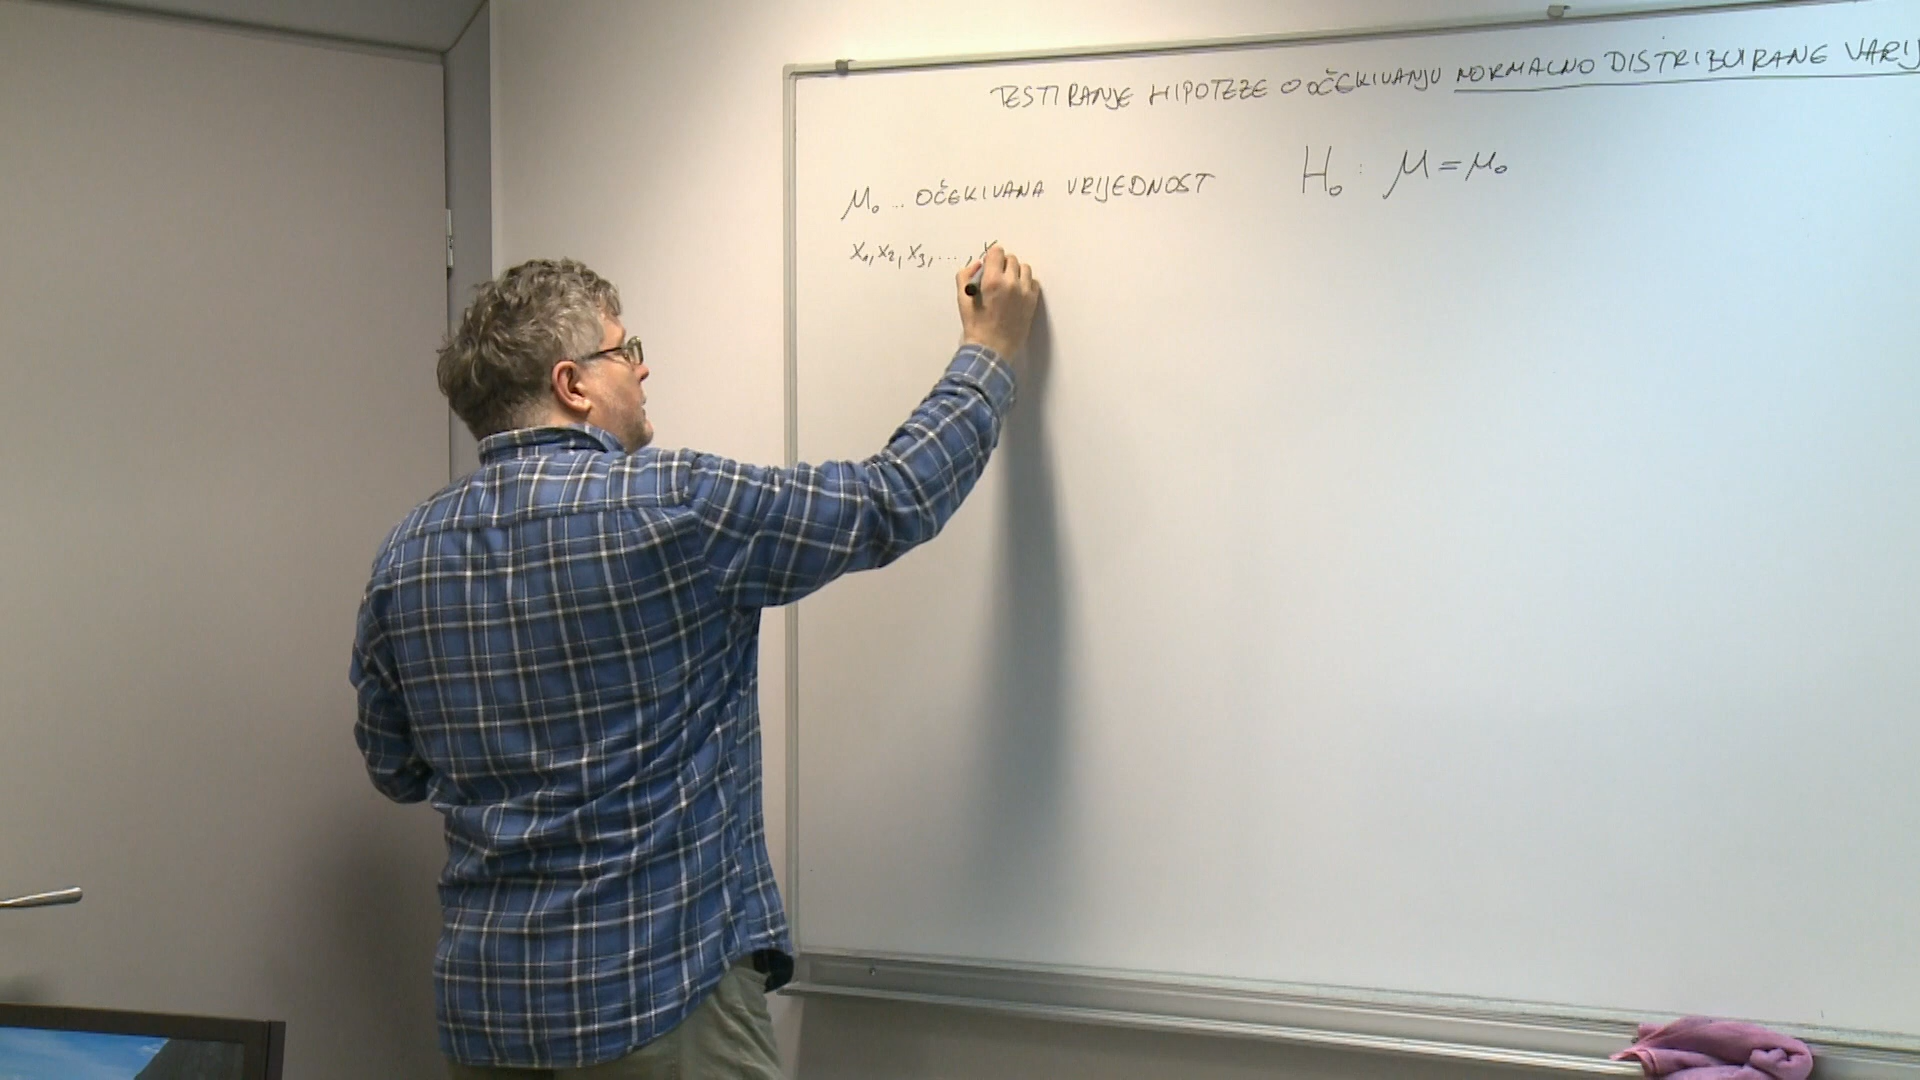 TESTIRANJE HIPOTEZE O OČEKIVANJU NORMALNO DISTRIBUIRANE VARIJ
μ₀ .. OČEKIVANA VRIJEDNOST H₀ : μ = μ₀
x₁, x₂, x₃, ... , x